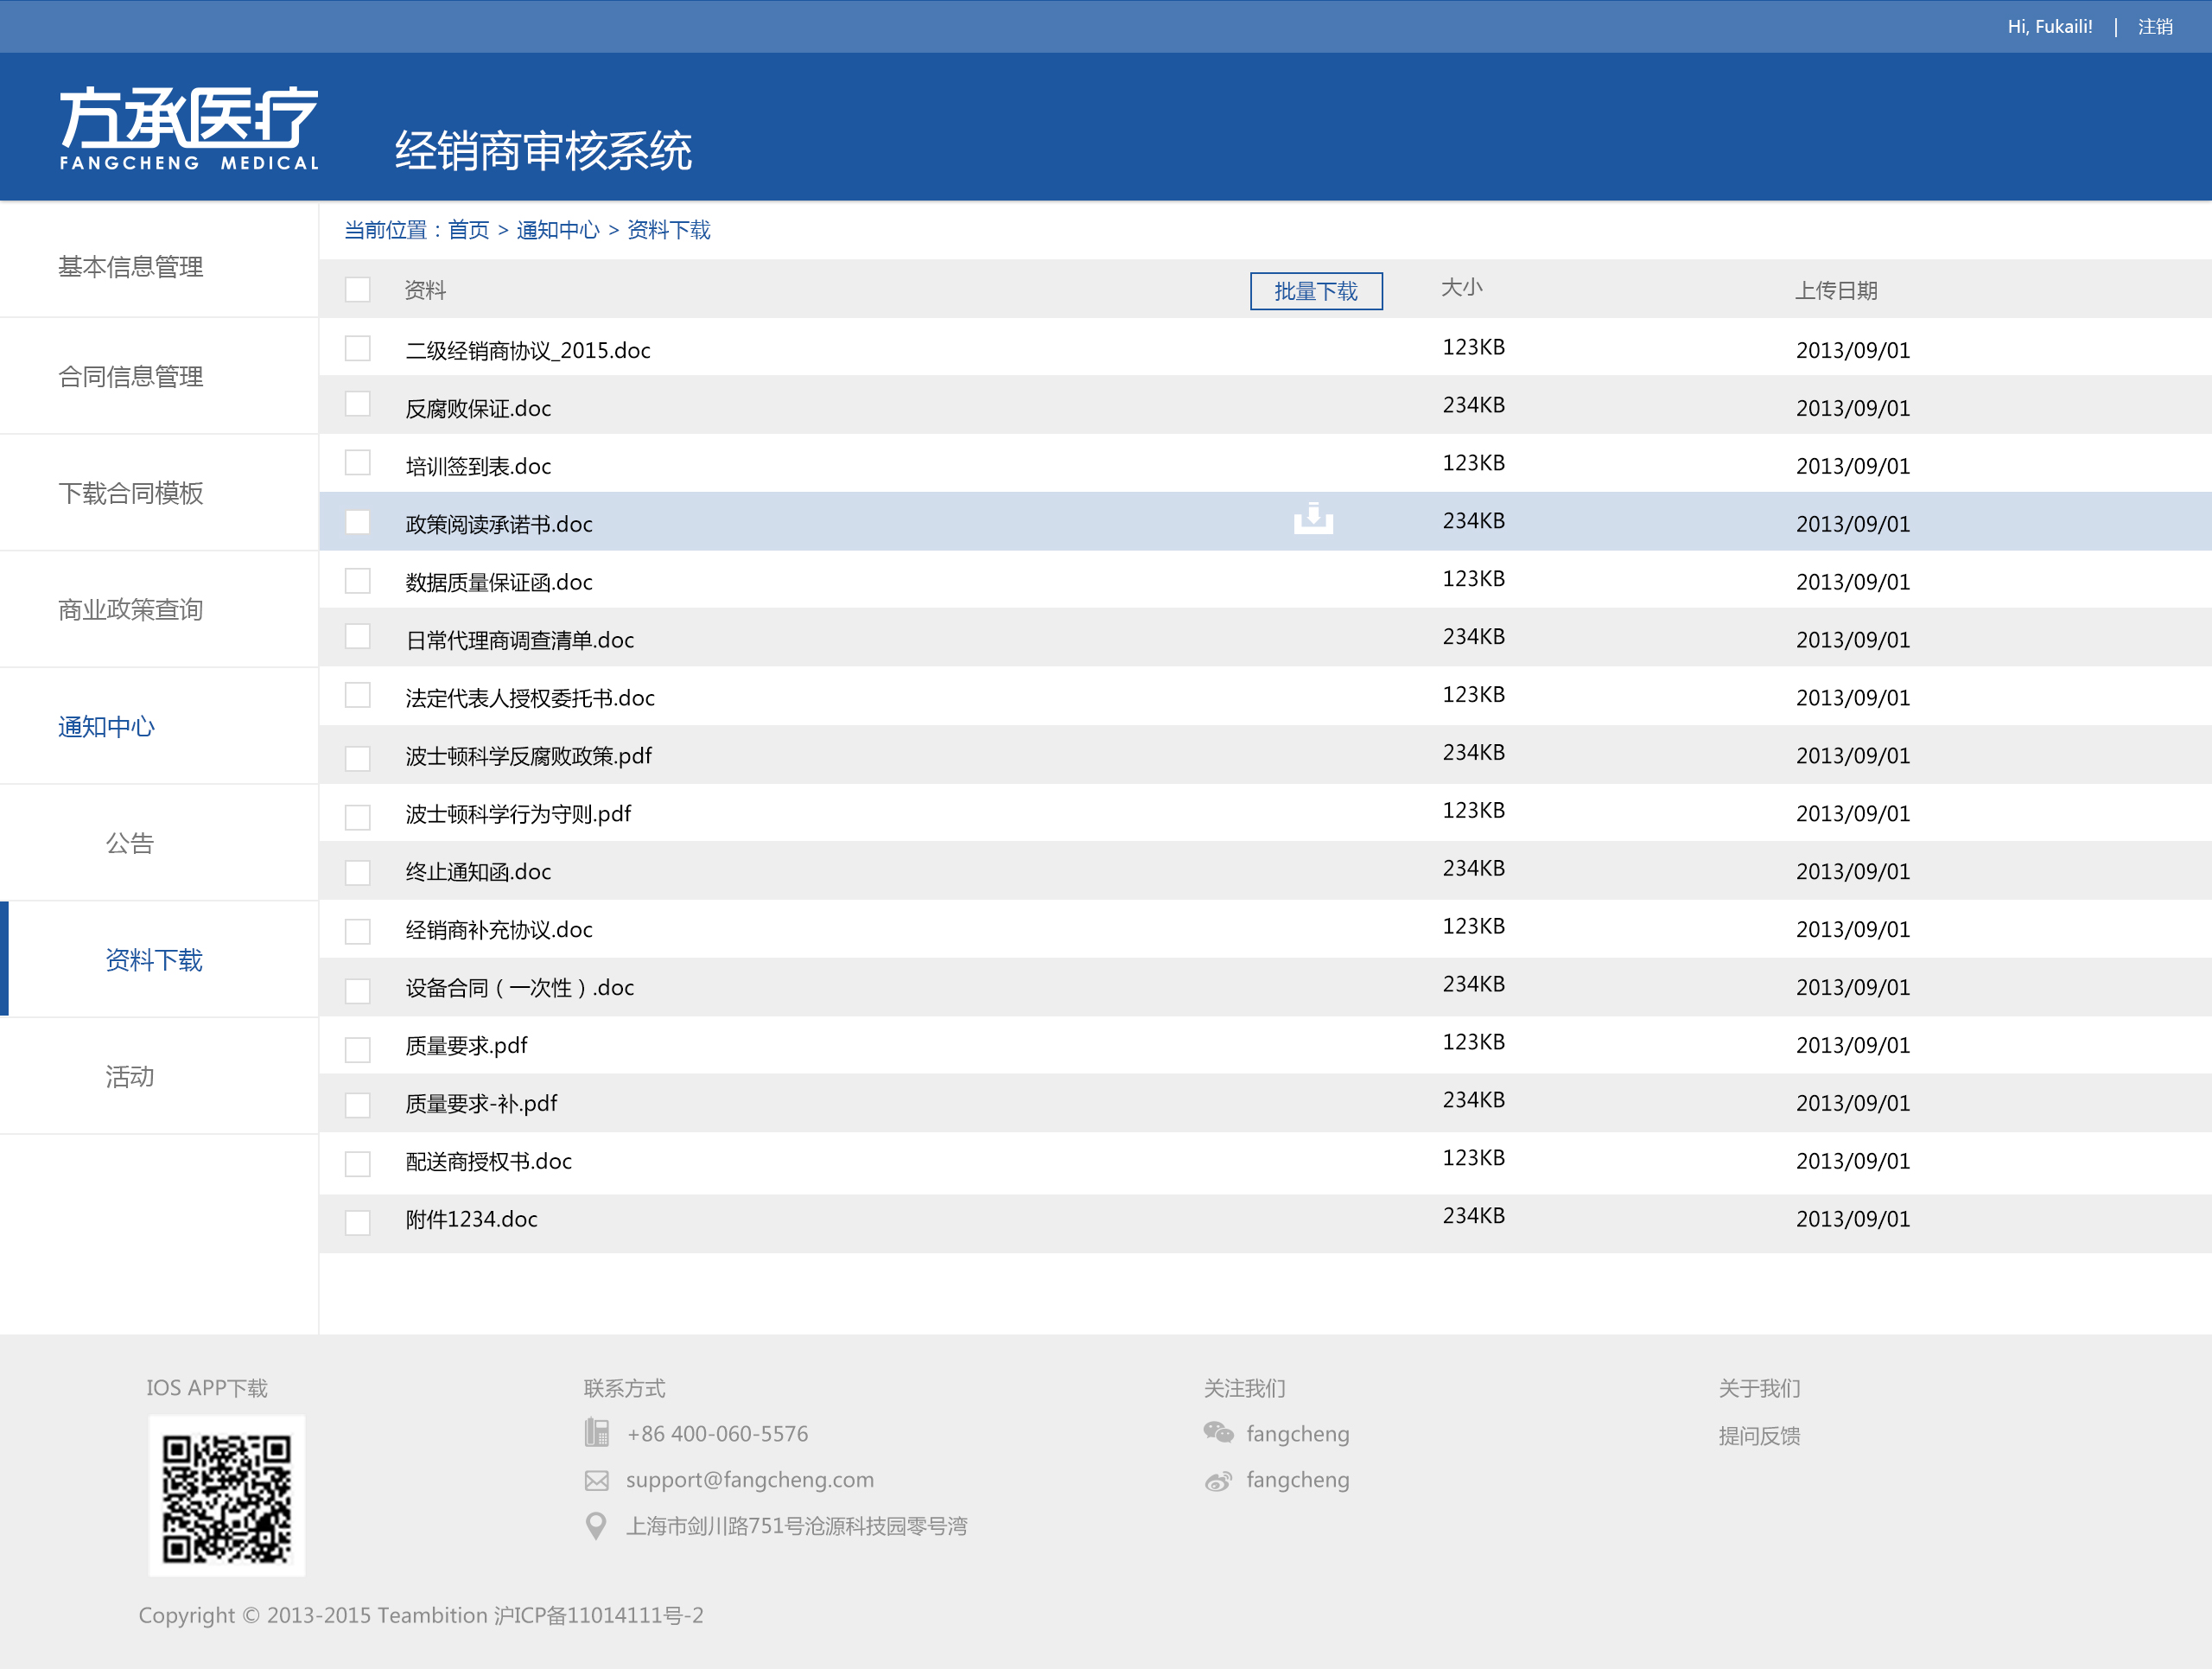 Hi, Fukaili! | 注销
方承医疗
FANGCHENG MEDICAL
经销商审核系统
基本信息管理
合同信息管理
下载合同模板
商业政策查询
通知中心
公告
资料下载
活动
当前位置：首页 > 通知中心 > 资料下载
资料 批量下载 大小 上传日期
二级经销商协议_2015.doc 123KB 2013/09/01
反腐败保证.doc 234KB 2013/09/01
培训签到表.doc 123KB 2013/09/01
政策阅读承诺书.doc 234KB 2013/09/01
数据质量保证函.doc 123KB 2013/09/01
日常代理商调查清单.doc 234KB 2013/09/01
法定代表人授权委托书.doc 123KB 2013/09/01
波士顿科学反腐败政策.pdf 234KB 2013/09/01
波士顿科学行为守则.pdf 123KB 2013/09/01
终止通知函.doc 234KB 2013/09/01
经销商补充协议.doc 123KB 2013/09/01
设备合同（一次性）.doc 234KB 2013/09/01
质量要求.pdf 123KB 2013/09/01
质量要求-补.pdf 234KB 2013/09/01
配送商授权书.doc 123KB 2013/09/01
附件1234.doc 234KB 2013/09/01
IOS APP下载
联系方式
+86 400-060-5576
support@fangcheng.com
上海市剑川路751号沧源科技园零号湾
关注我们
fangcheng
fangcheng
关于我们
提问反馈
Copyright © 2013-2015 Teambition 沪ICP备11014111号-2